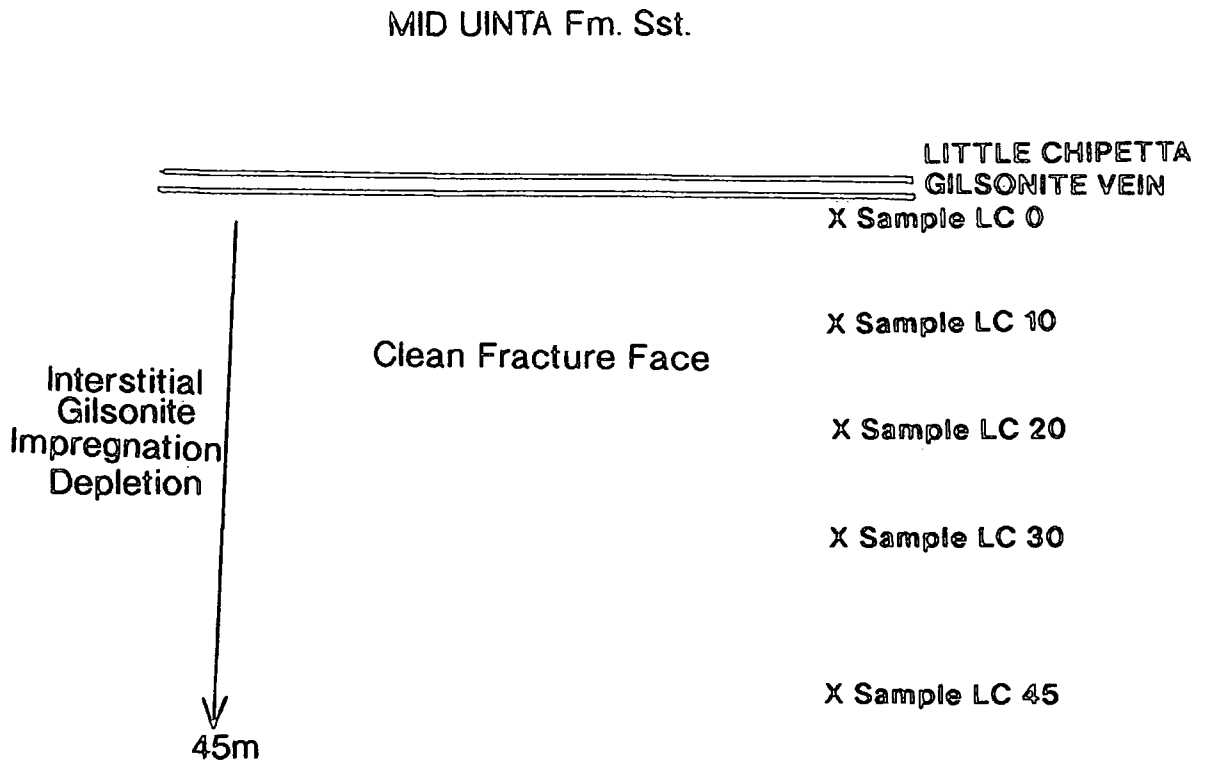 MID UINTA Fm. Sst.
LITTLE CHIPETTA
GILSONITE VEIN
X Sample LC 0
X Sample LC 10
Clean Fracture Face
Interstitial
Gilsonite
Impregnation
Depletion
X Sample LC 20
X Sample LC 30
X Sample LC 45
45m